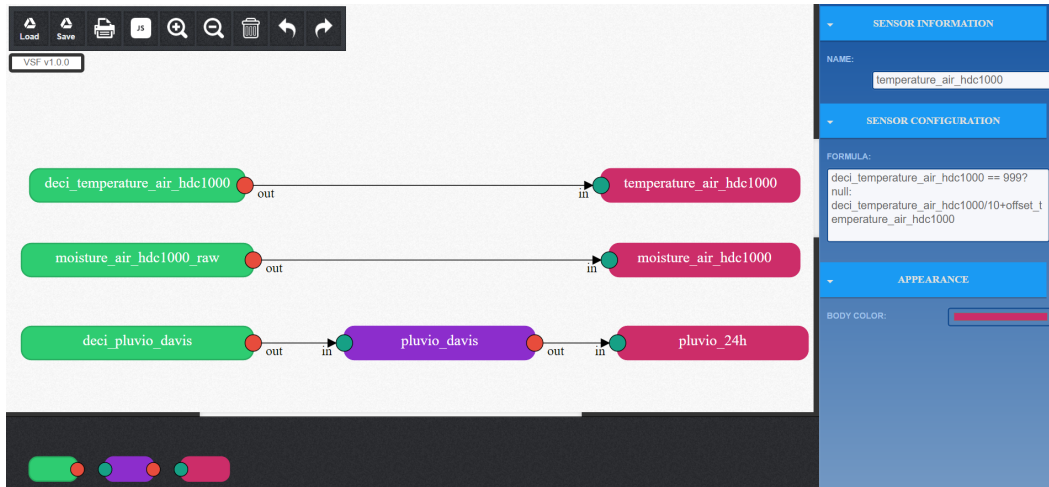 Load
Save
JS
VSF v1.0.0
deci_temperature_air_hdc1000
out
in
temperature_air_hdc1000
moisture_air_hdc1000_raw
out
in
moisture_air_hdc1000
deci_pluvio_davis
out
in
pluvio_davis
out
in
pluvio_24h
SENSOR INFORMATION
NAME:
temperature_air_hdc1000
SENSOR CONFIGURATION
FORMULA:
deci_temperature_air_hdc1000 == 999?
null:
deci_temperature_air_hdc1000/10+offset_t
emperature_air_hdc1000
APPEARANCE
BODY COLOR: